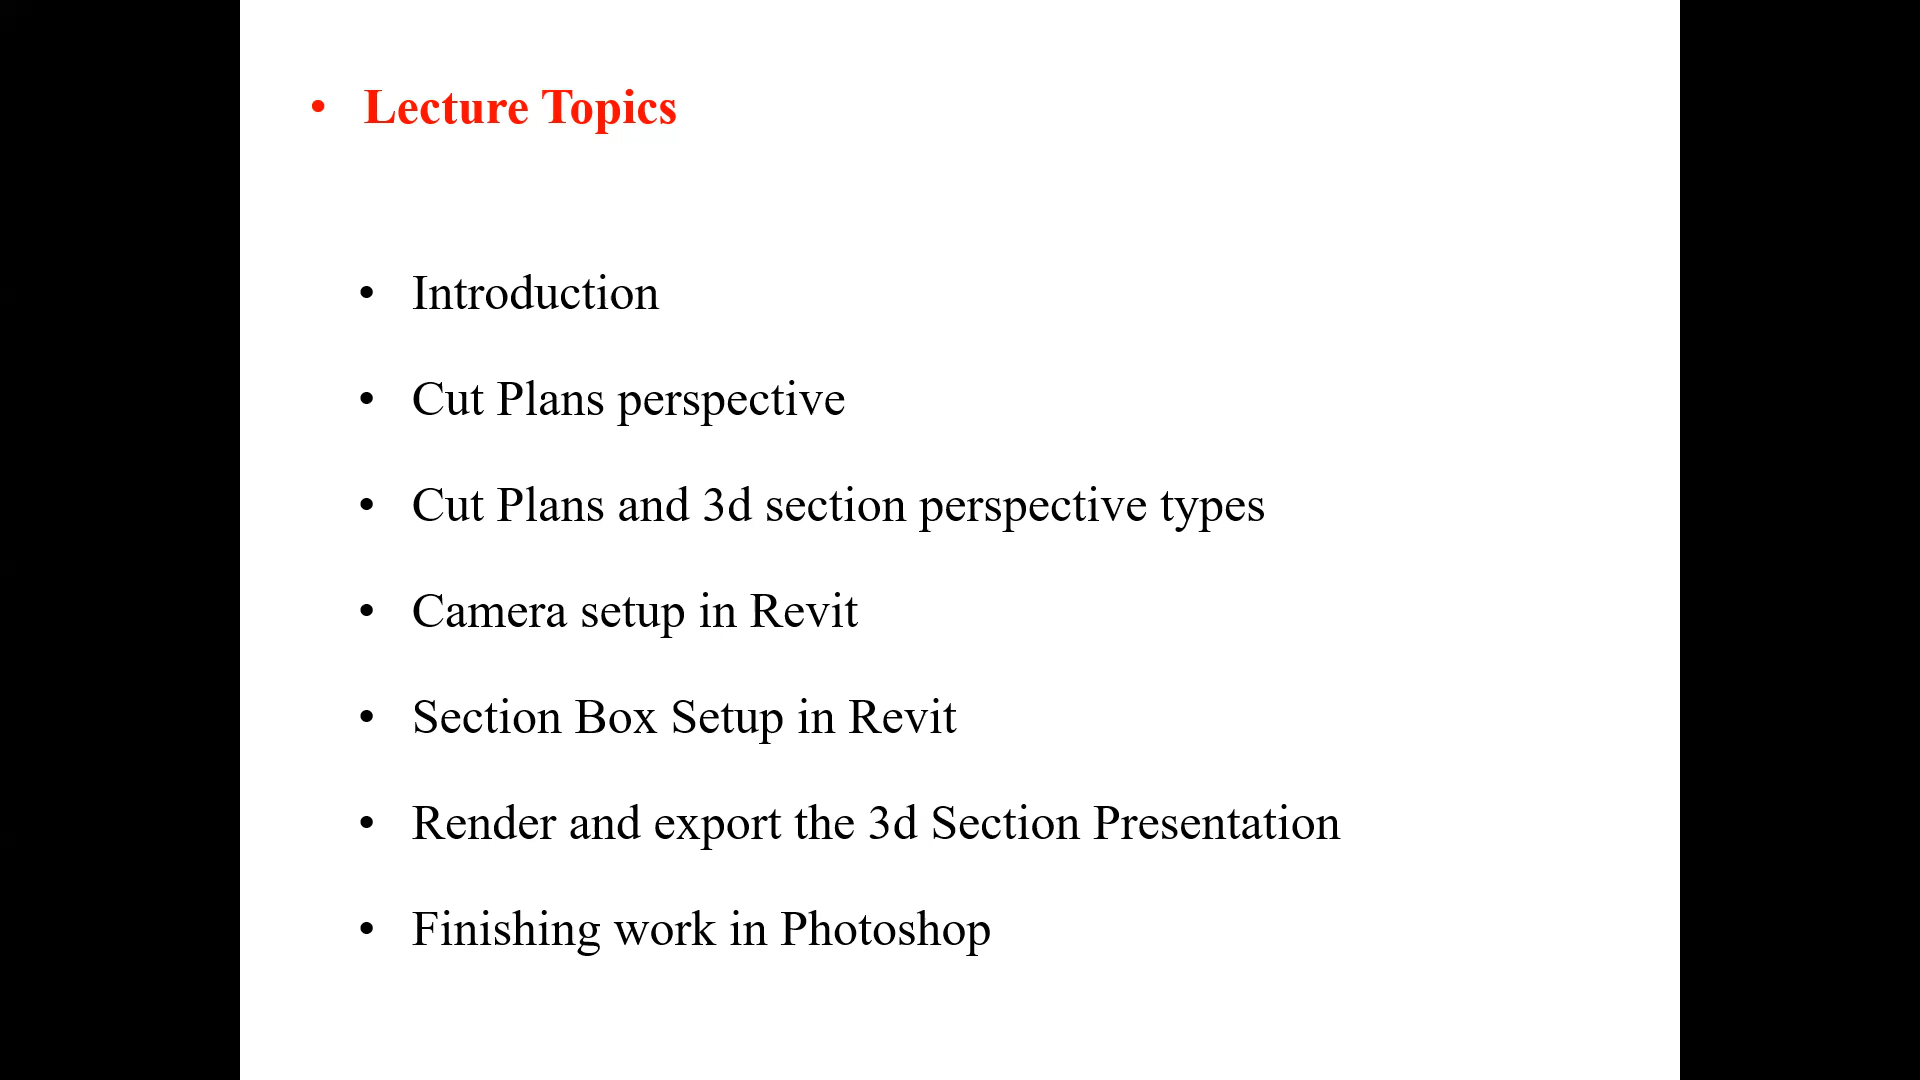 • Lecture Topics
• Introduction
• Cut Plans perspective
• Cut Plans and 3d section perspective types
• Camera setup in Revit
• Section Box Setup in Revit
• Render and export the 3d Section Presentation
• Finishing work in Photoshop